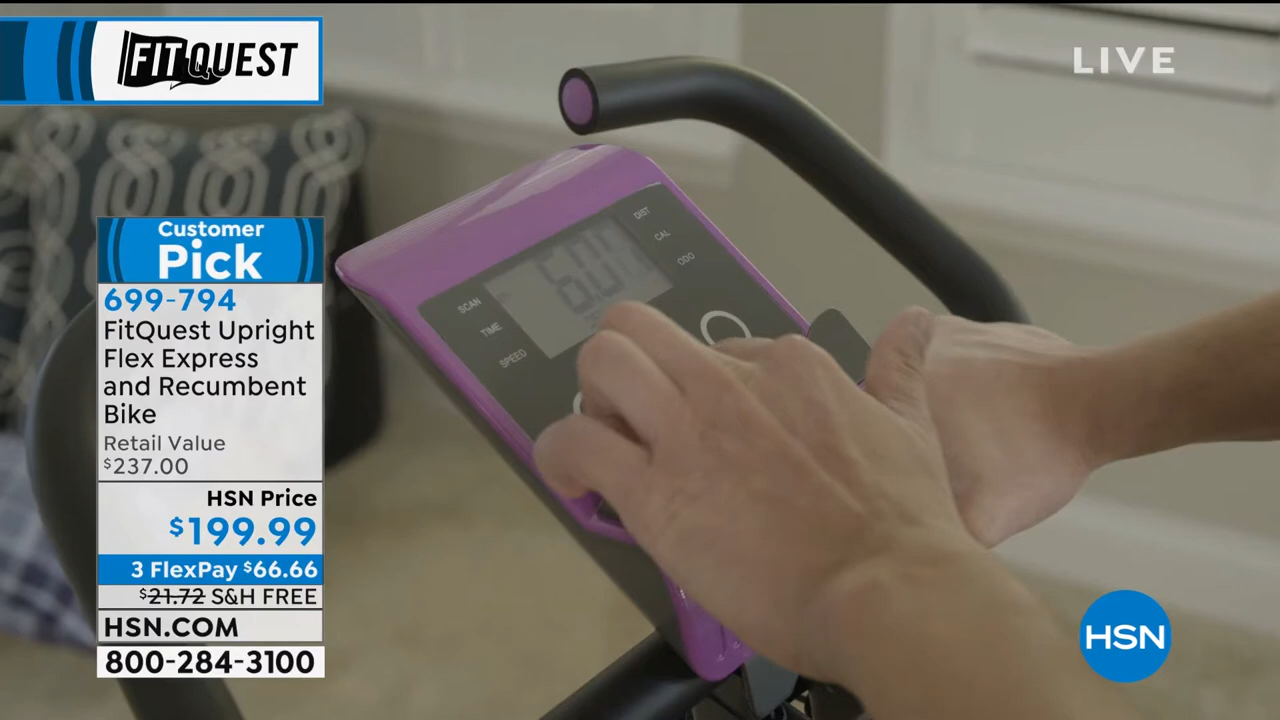 FITQUEST
LIVE
Customer
Pick
699-794
FitQuest Upright
Flex Express
and Recumbent
Bike
Retail Value
$237.00
HSN Price
$199.99
3 FlexPay $66.66
$21.72 S&H FREE
HSN.COM
800-284-3100
DIST
CAL
ODO
SCAN
TIME
SPEED
HSN